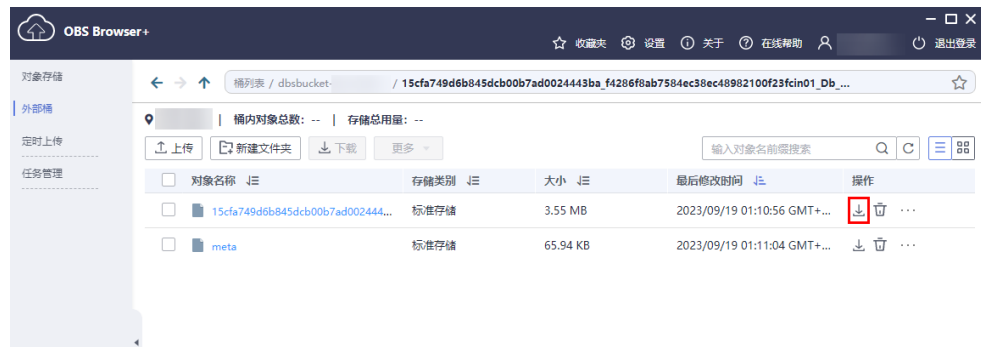 OBS Browser+
收藏夹 设置 关于 在线帮助 退出登录
对象存储
外部桶
定时上传
任务管理
桶列表 / dbsbucket- / 15cfa749d6b845dcb00b7ad0024443ba_f4286f8ab7584ec38ec48982100f23fcin01_Db_...
| 桶内对象总数: -- | 存储总用量: --
上传 新建文件夹 下载 更多 输入对象名前缀搜索
对象名称 存储类别 大小 最后修改时间 操作
15cfa749d6b845dcb00b7ad002444... 标准存储 3.55 MB 2023/09/19 01:10:56 GMT+... ...
meta 标准存储 65.94 KB 2023/09/19 01:11:04 GMT+... ...